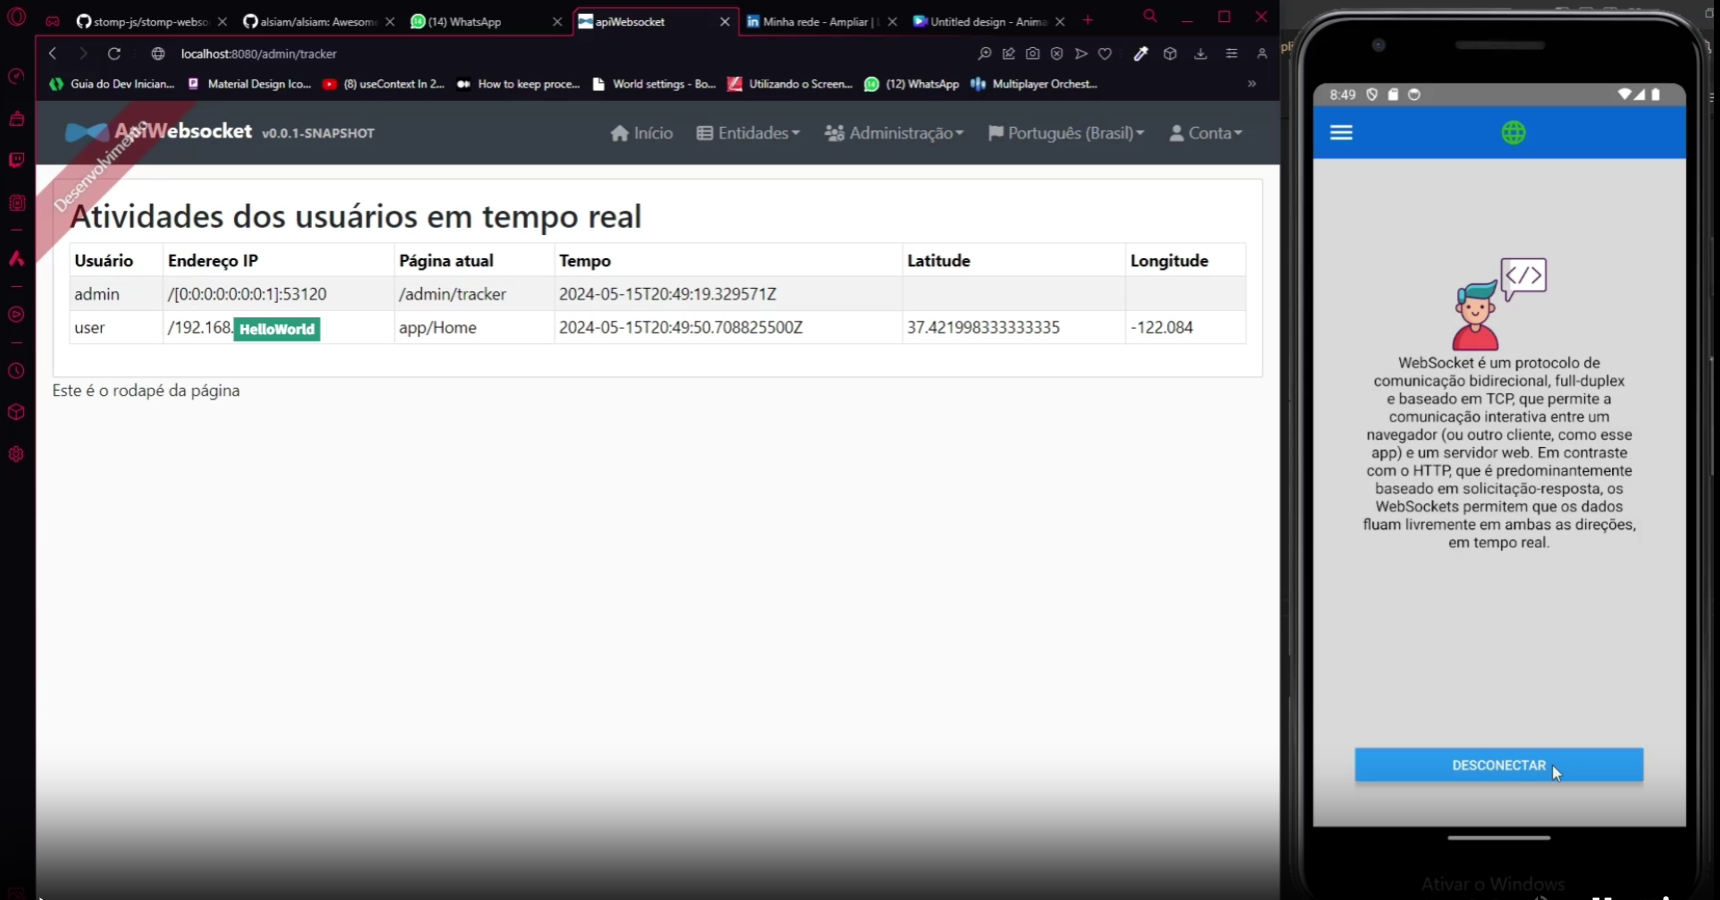 stomp-js/stomp-webso
alsiam/alsiam: Awesome
(14) WhatsApp
apiWebsocket
Minha rede - Ampliar |
Untitled design - Anima
localhost:8080/admin/tracker
Guia do Dev Inician...
Material Design Ico...
(8) useContext In 2...
How to keep proce...
World settings - Bo...
Utilizando o Screen...
(12) WhatsApp
Multiplayer Orchest...
»
Desenvolvimento
ApiWebsocket v0.0.1-SNAPSHOT
Início
Entidades
Administração
Português (Brasil)
Conta
Atividades dos usuários em tempo real
Usuário Endereço IP Página atual Tempo Latitude Longitude
admin /[0:0:0:0:0:0:0:1]:53120 /admin/tracker 2024-05-15T20:49:19.329571Z
user /192.168. HelloWorld app/Home 2024-05-15T20:49:50.708825500Z 37.421998333333335 -122.084
Este é o rodapé da página
8:49
</>
WebSocket é um protocolo de
comunicação bidirecional, full-duplex
e baseado em TCP, que permite a
comunicação interativa entre um
navegador (ou outro cliente, como esse
app) e um servidor web. Em contraste
com o HTTP, que é predominantemente
baseado em solicitação-resposta, os
WebSockets permitem que os dados
fluam livremente em ambas as direções,
em tempo real.
DESCONECTAR
Ativar o Windows